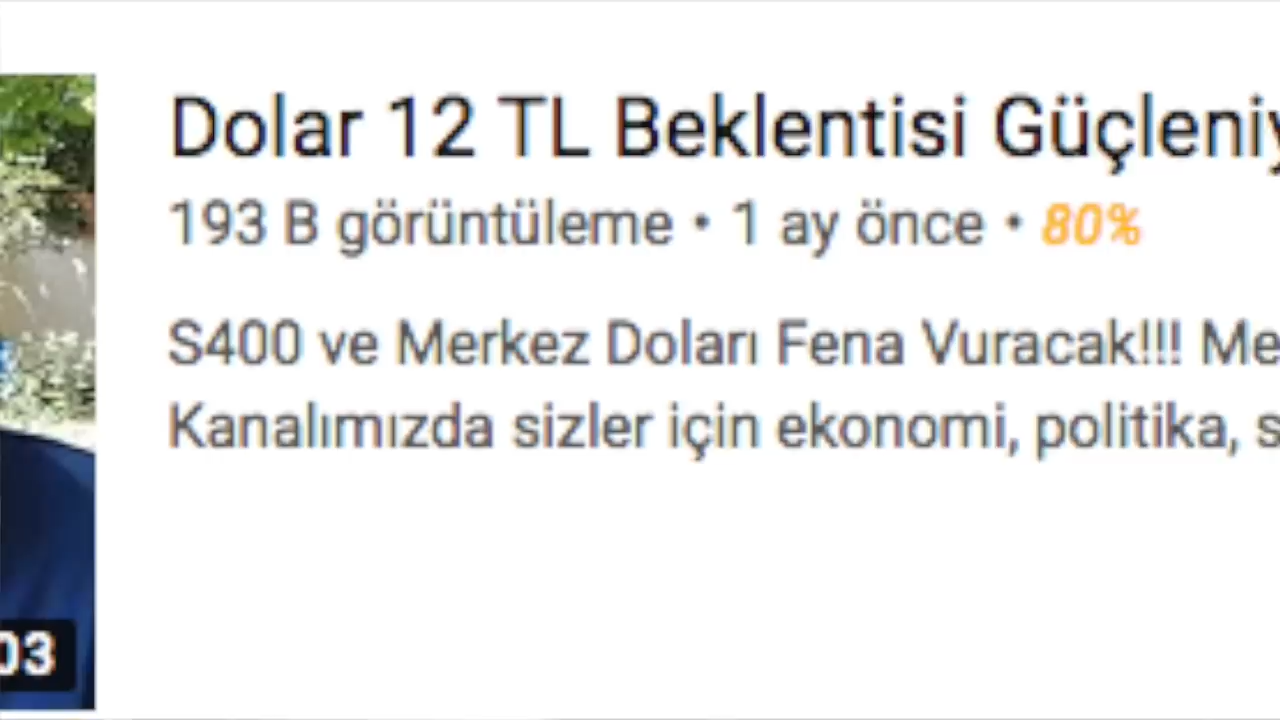 Dolar 12 TL Beklentisi Güçleniy
193 B görüntüleme • 1 ay önce • 80%
S400 ve Merkez Doları Fena Vuracak!!! Me
Kanalımızda sizler için ekonomi, politika, s
03